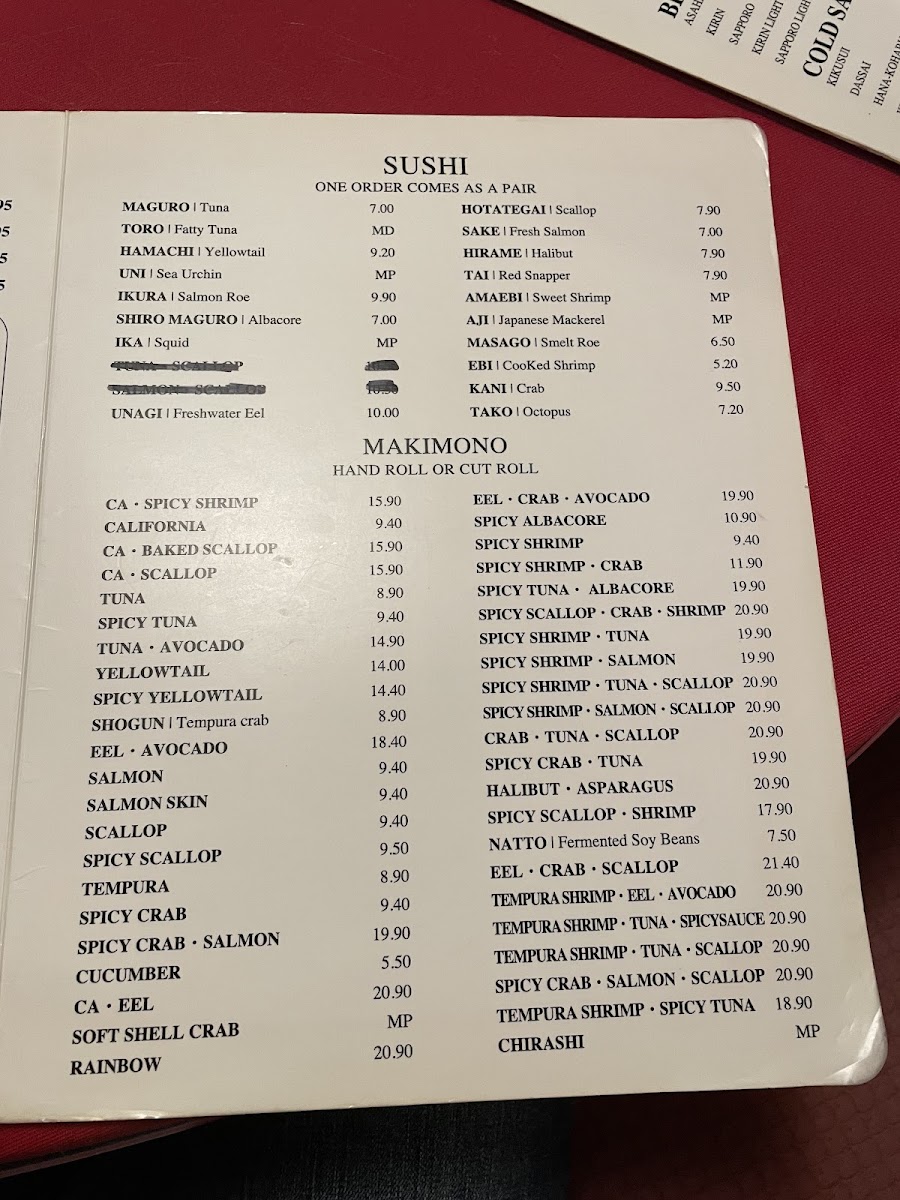 SUSHI
ONE ORDER COMES AS A PAIR
MAGURO | Tuna 7.00
TORO | Fatty Tuna MD
HAMACHI | Yellowtail 9.20
UNI | Sea Urchin MP
IKURA | Salmon Roe 9.90
SHIRO MAGURO | Albacore 7.00
IKA | Squid MP
TUNA · SCALLOP
SALMON · SCALLOP 10.50
UNAGI | Freshwater Eel 10.00
HOTATEGAI | Scallop 7.90
SAKE | Fresh Salmon 7.00
HIRAME | Halibut 7.90
TAI | Red Snapper 7.90
AMAEBI | Sweet Shrimp MP
AJI | Japanese Mackerel MP
MASAGO | Smelt Roe 6.50
EBI | CooKed Shrimp 5.20
KANI | Crab 9.50
TAKO | Octopus 7.20
MAKIMONO
HAND ROLL OR CUT ROLL
CA · SPICY SHRIMP 15.90
CALIFORNIA 9.40
CA · BAKED SCALLOP 15.90
CA · SCALLOP 15.90
TUNA 8.90
SPICY TUNA 9.40
TUNA · AVOCADO 14.90
YELLOWTAIL 14.00
SPICY YELLOWTAIL 14.40
SHOGUN | Tempura crab 8.90
EEL · AVOCADO 18.40
SALMON 9.40
SALMON SKIN 9.40
SCALLOP 9.40
SPICY SCALLOP 9.50
TEMPURA 8.90
SPICY CRAB 9.40
SPICY CRAB · SALMON 19.90
CUCUMBER 5.50
CA · EEL 20.90
SOFT SHELL CRAB MP
RAINBOW 20.90
EEL · CRAB · AVOCADO 19.90
SPICY ALBACORE 10.90
SPICY SHRIMP 9.40
SPICY SHRIMP · CRAB 11.90
SPICY TUNA · ALBACORE 19.90
SPICY SCALLOP · CRAB · SHRIMP 20.90
SPICY SHRIMP · TUNA 19.90
SPICY SHRIMP · SALMON 19.90
SPICY SHRIMP · TUNA · SCALLOP 20.90
SPICY SHRIMP · SALMON · SCALLOP 20.90
CRAB · TUNA · SCALLOP 20.90
SPICY CRAB · TUNA 19.90
HALIBUT · ASPARAGUS 20.90
SPICY SCALLOP · SHRIMP 17.90
NATTO | Fermented Soy Beans 7.50
EEL · CRAB · SCALLOP 21.40
TEMPURA SHRIMP · EEL · AVOCADO 20.90
TEMPURA SHRIMP · TUNA · SPICYSAUCE 20.90
TEMPURA SHRIMP · TUNA · SCALLOP 20.90
SPICY CRAB · SALMON · SCALLOP 20.90
TEMPURA SHRIMP · SPICY TUNA 18.90
CHIRASHI MP
KIRIN
SAPPORO
KIRIN LIGHT
SAPPORO LIGH
COLD SA
KIKUSUI
DASSAI